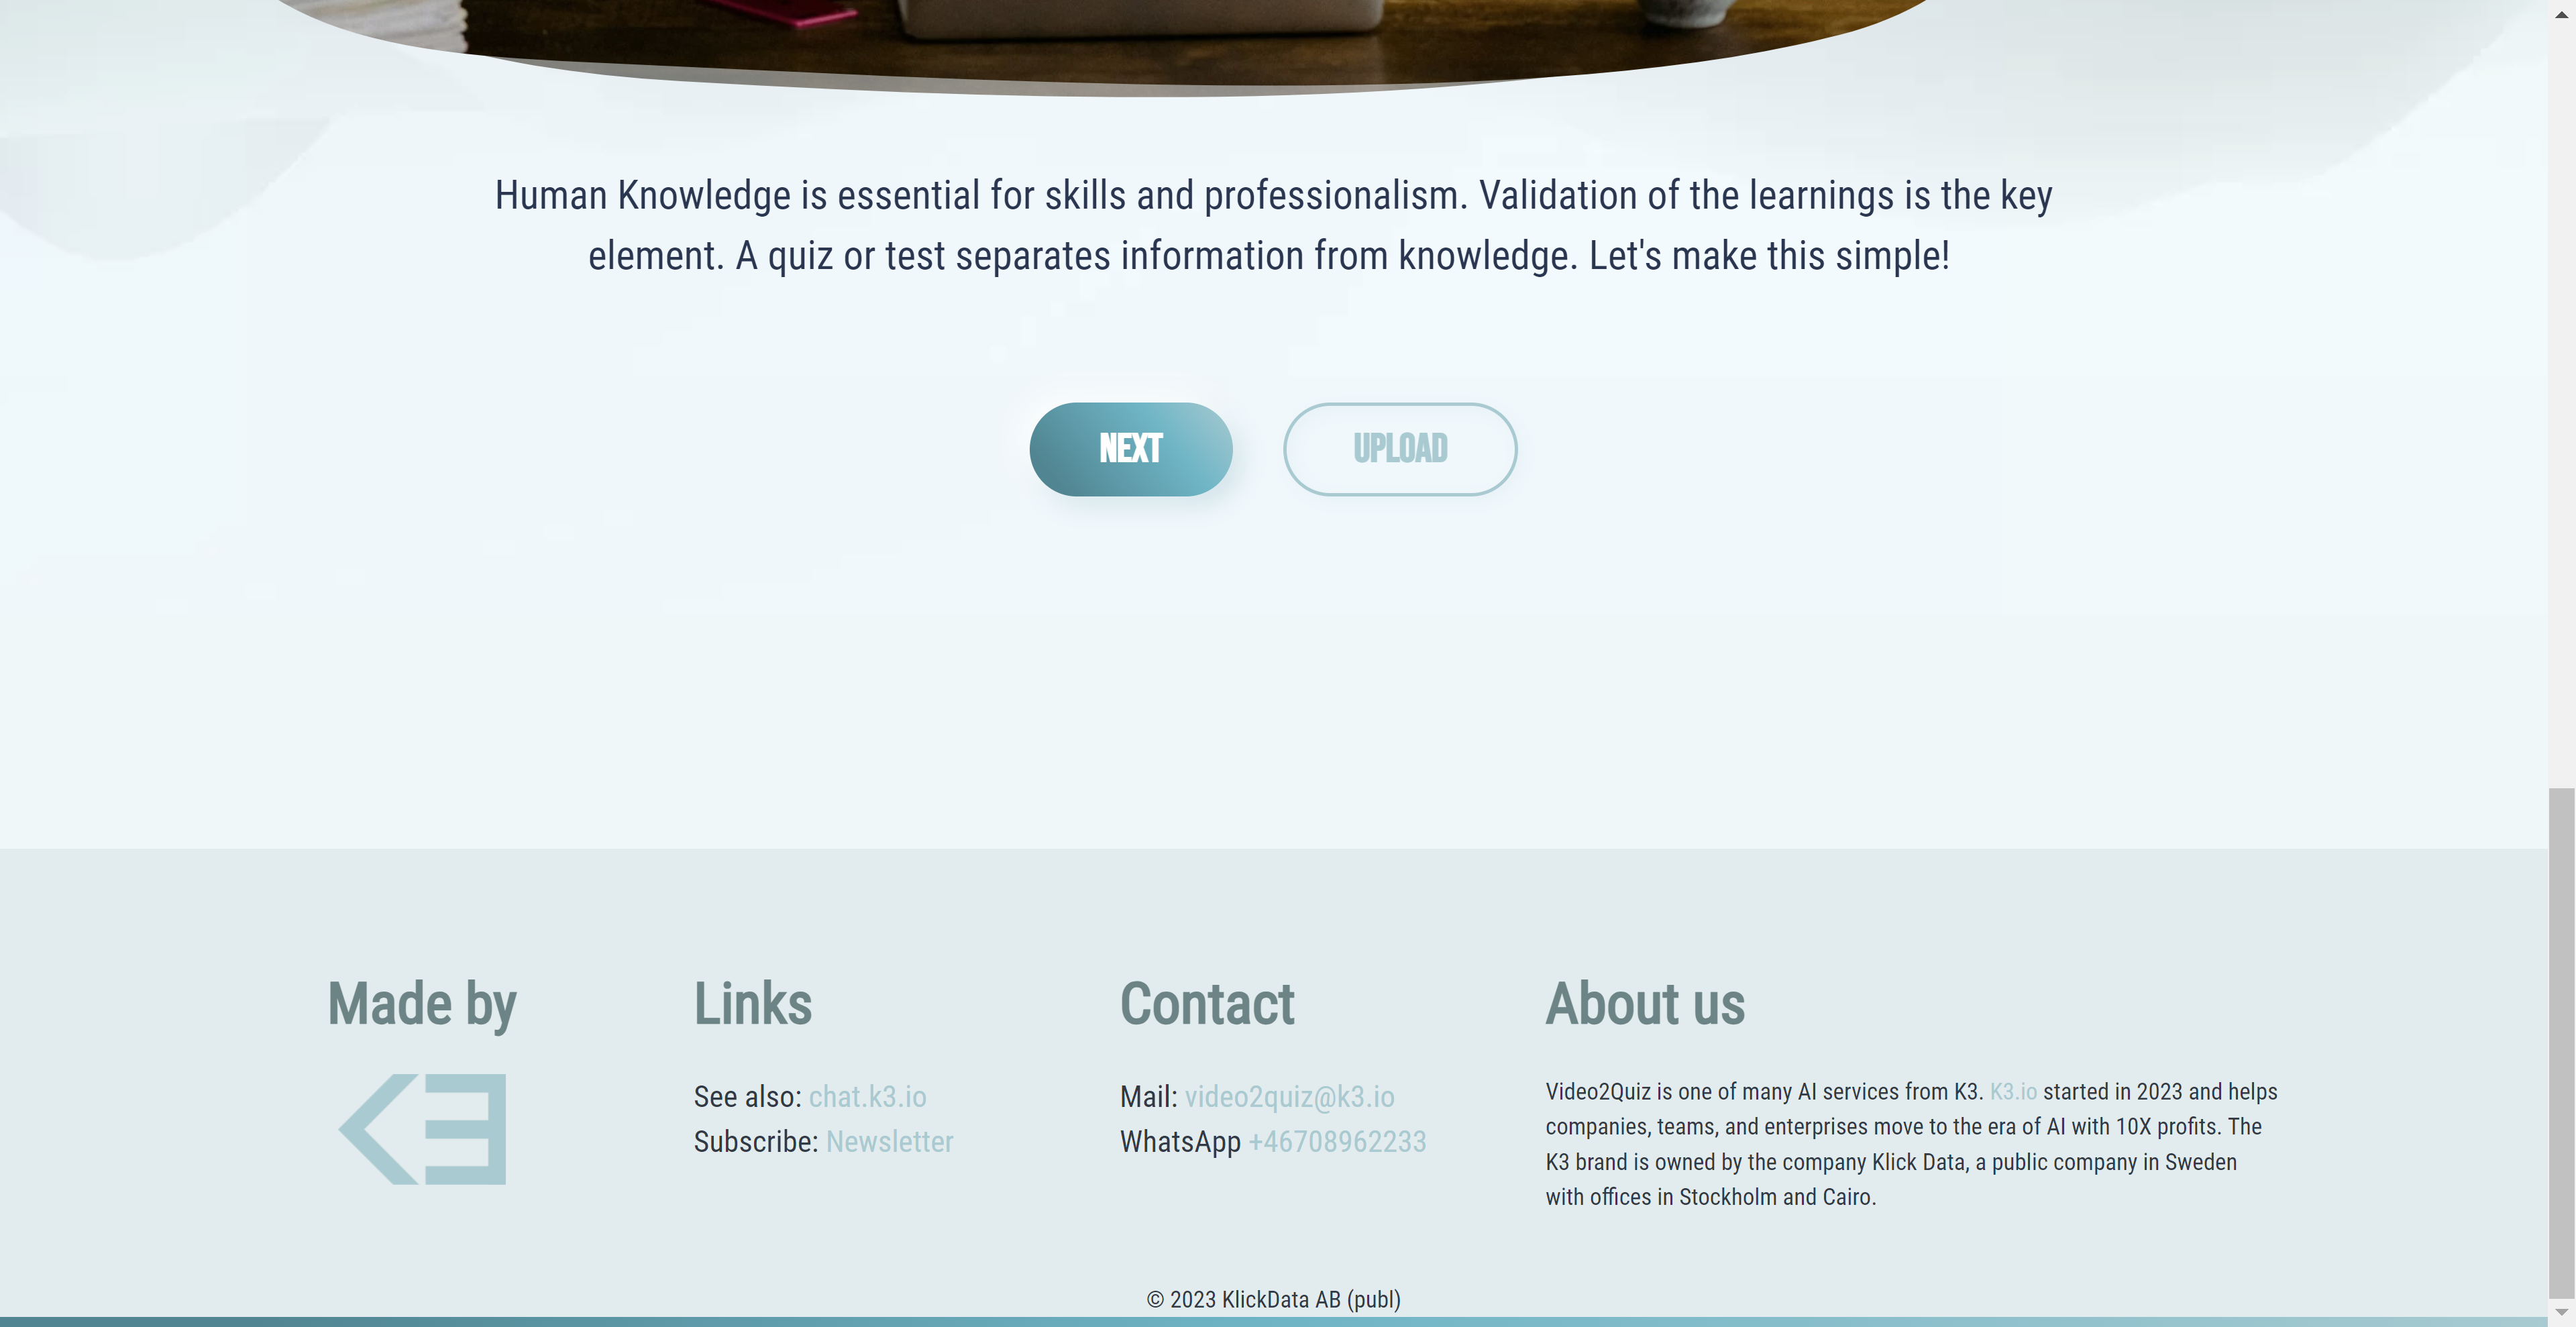 Human Knowledge is essential for skills and professionalism. Validation of the learnings is the key
element. A quiz or test separates information from knowledge. Let's make this simple!
NEXT
UPLOAD
Made by
K3
Links
See also: chat.k3.io
Subscribe: Newsletter
Contact
Mail: video2quiz@k3.io
WhatsApp +46708962233
About us
Video2Quiz is one of many AI services from K3. K3.io started in 2023 and helps
companies, teams, and enterprises move to the era of AI with 10X profits. The
K3 brand is owned by the company Klick Data, a public company in Sweden
with offices in Stockholm and Cairo.
© 2023 KlickData AB (publ)